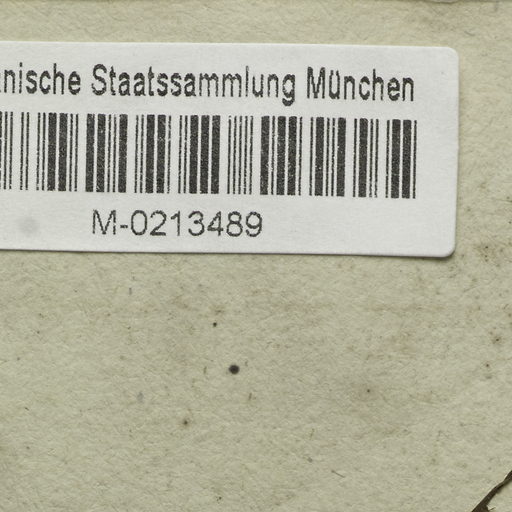 nische Staatssammlung München
M-0213489